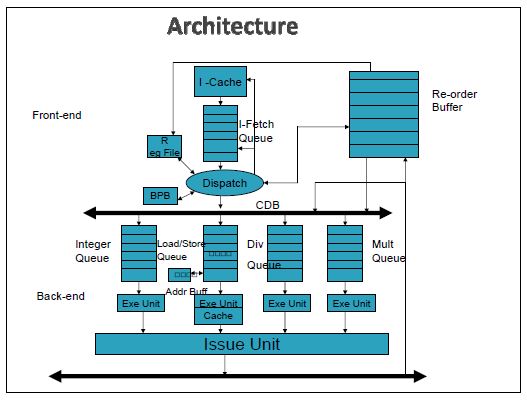 Architecture
I -Cache
Re-order
Buffer
Front-end
I-Fetch
Queue
R
eg File
Dispatch
BPB
CDB
Integer
Queue
Load/Store
Queue
□□□□
Div
Queue
Mult
Queue
□□□□
Addr Buff
Back-end
Exe Unit
Exe Unit
Cache
Exe Unit
Exe Unit
Issue Unit